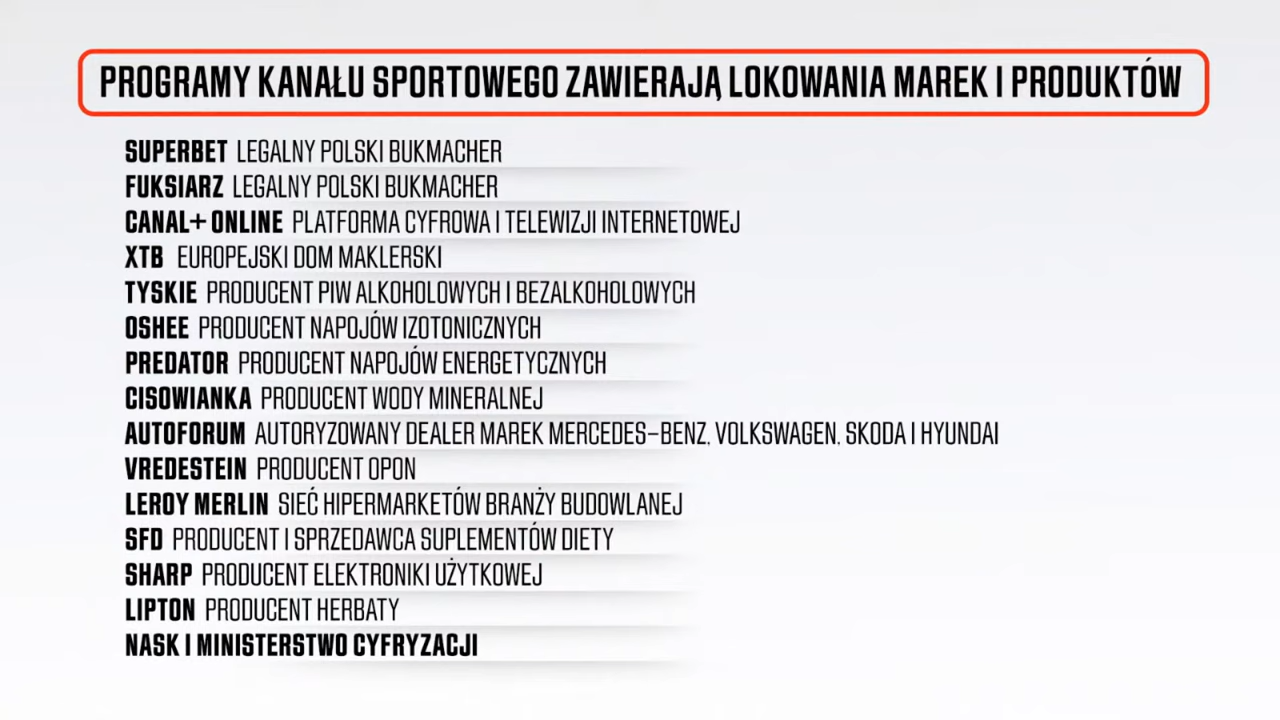 PROGRAMY KANAŁU SPORTOWEGO ZAWIERAJĄ LOKOWANIA MAREK I PRODUKTÓW
SUPERBET LEGALNY POLSKI BUKMACHER
FUKSIARZ LEGALNY POLSKI BUKMACHER
CANAL+ ONLINE PLATFORMA CYFROWA I TELEWIZJI INTERNETOWEJ
XTB EUROPEJSKI DOM MAKLERSKI
TYSKIE PRODUCENT PIW ALKOHOLOWYCH I BEZALKOHOLOWYCH
OSHEE PRODUCENT NAPOJÓW IZOTONICZNYCH
PREDATOR PRODUCENT NAPOJÓW ENERGETYCZNYCH
CISOWIANKA PRODUCENT WODY MINERALNEJ
AUTOFORUM AUTORYZOWANY DEALER MAREK MERCEDES-BENZ, VOLKSWAGEN, SKODA I HYUNDAI
VREDESTEIN PRODUCENT OPON
LEROY MERLIN SIEĆ HIPERMARKETÓW BRANŻY BUDOWLANEJ
SFD PRODUCENT I SPRZEDAWCA SUPLEMENTÓW DIETY
SHARP PRODUCENT ELEKTRONIKI UŻYTKOWEJ
LIPTON PRODUCENT HERBATY
NASK I MINISTERSTWO CYFRYZACJI